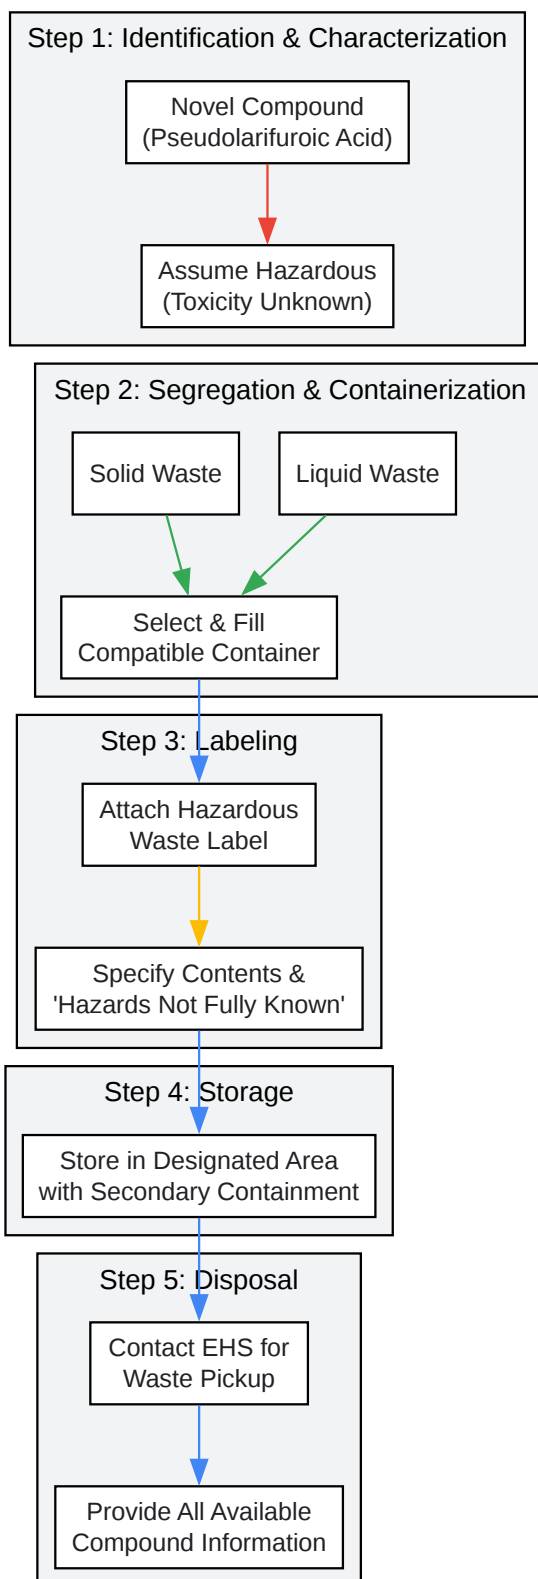 Step 1: Identification & Characterization
Novel Compound
(Pseudolarifuroic Acid)
Assume Hazardous
(Toxicity Unknown)
Step 2: Segregation & Containerization
Solid Waste
Liquid Waste
Select & Fill
Compatible Container
Step 3: Labeling
Attach Hazardous
Waste Label
Specify Contents &
'Hazards Not Fully Known'
Step 4: Storage
Store in Designated Area
with Secondary Containment
Step 5: Disposal
Contact EHS for
Waste Pickup
Provide All Available
Compound Information